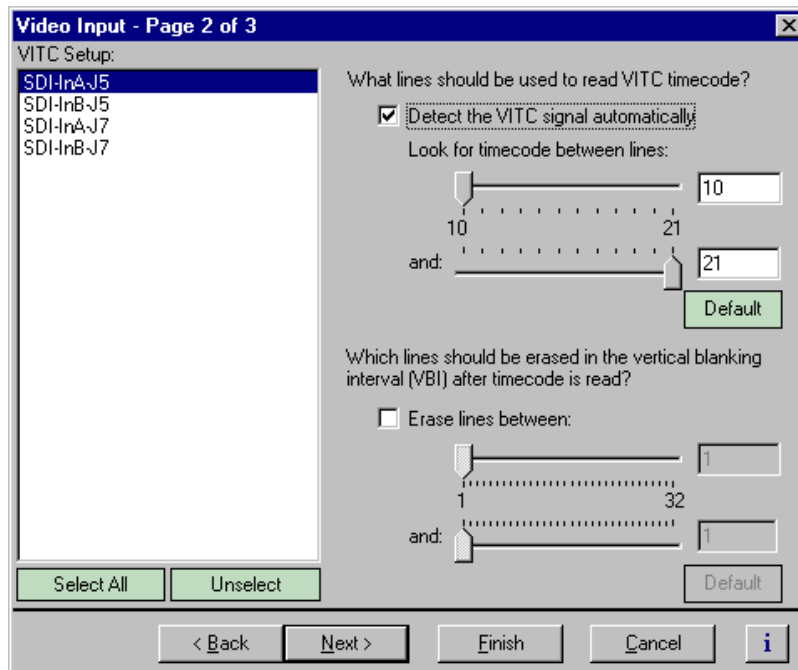 Video Input - Page 2 of 3
VITC Setup:
SDI-InA-J5
SDI-InB-J5
SDI-InA-J7
SDI-InB-J7
Select All
Unselect
What lines should be used to read VITC timecode?
Detect the VITC signal automatically
Look for timecode between lines:
10
10
21
and:
21
Default
Which lines should be erased in the vertical blanking
interval (VBI) after timecode is read?
Erase lines between:
1
1
32
and:
1
Default
< Back
Next >
Finish
Cancel
i